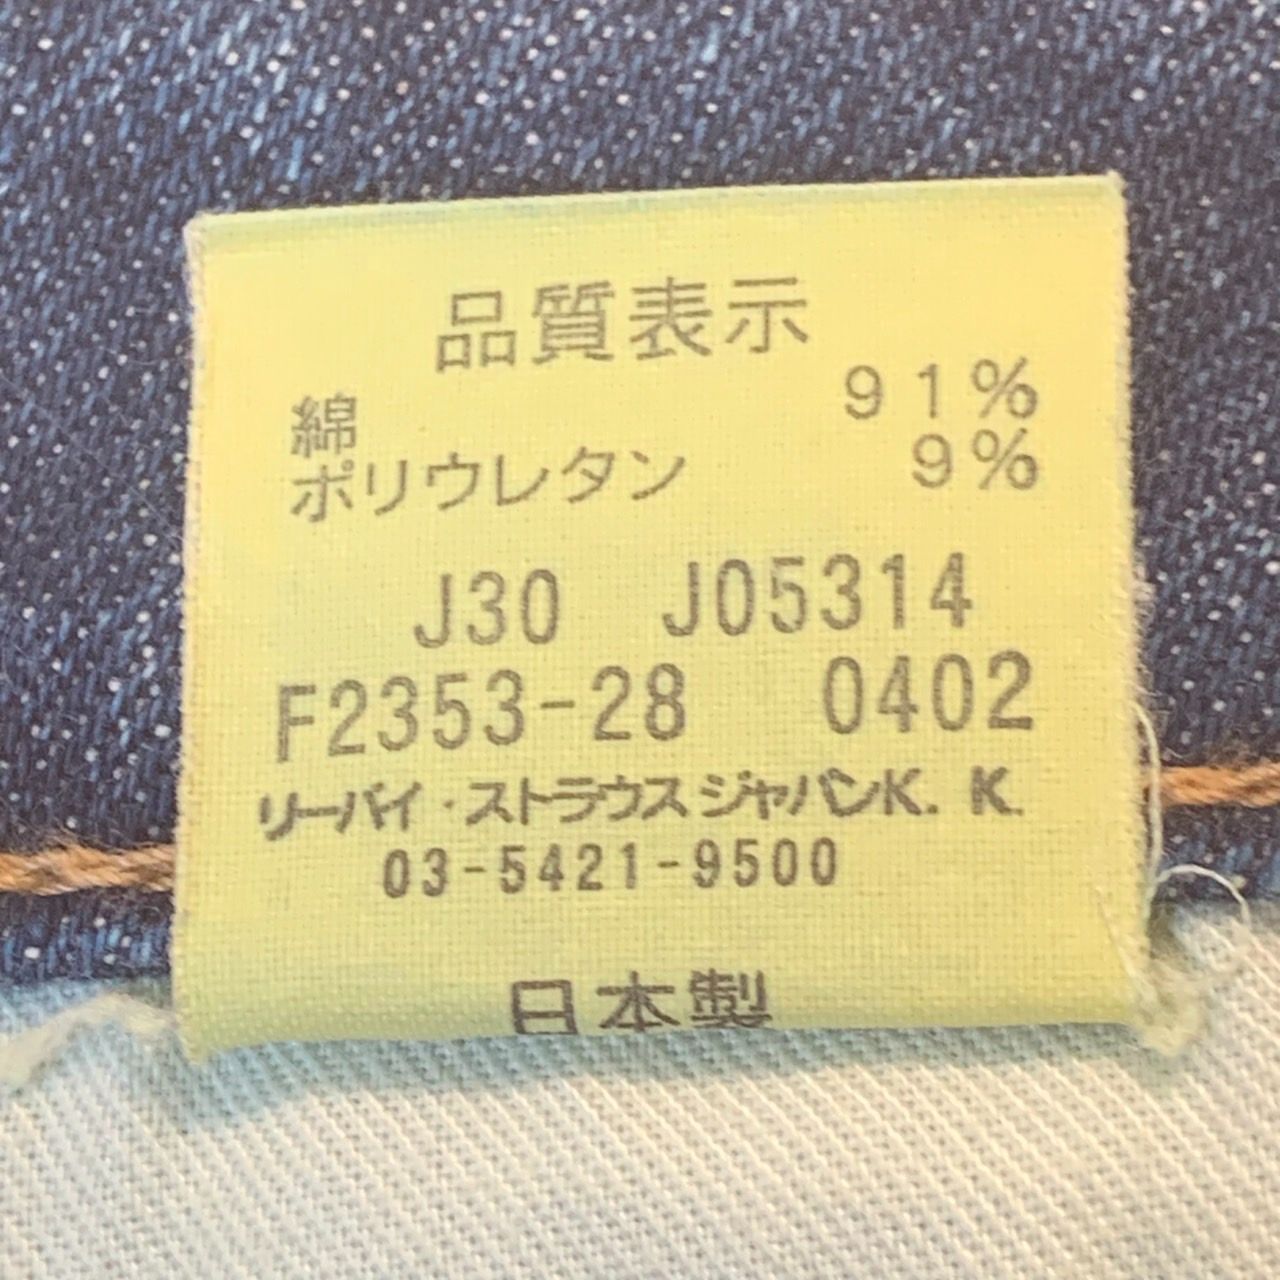 品質表示
綿 91%
ポリウレタン 9%
J30 J05314
F2353-28 0402
リーバイ・ストラウスジャパンK. K.
03-5421-9500
日本製